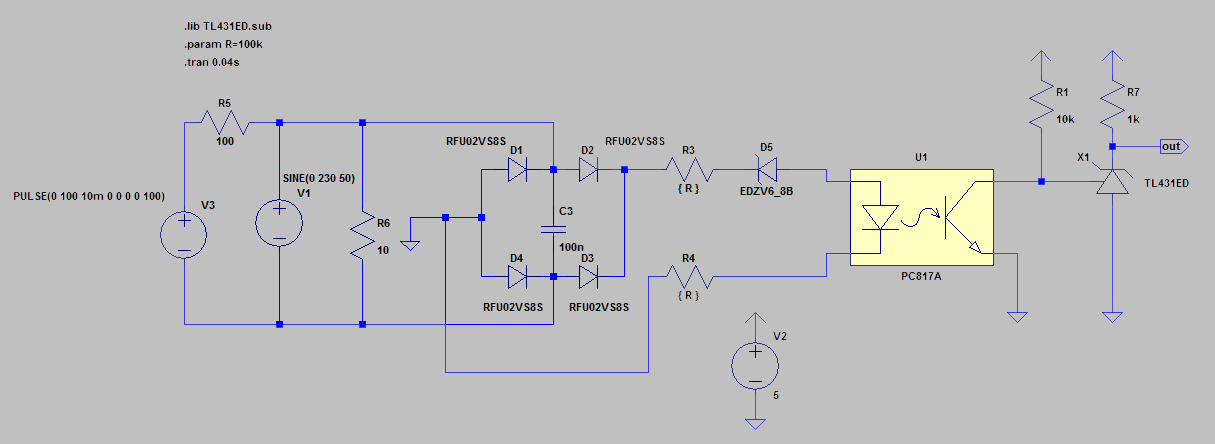 .lib TL431ED.sub
.param R=100k
.tran 0.04s
R5
100
PULSE(0 100 10m 0 0 0 0 100)
V3
SINE(0 230 50)
V1
R6
10
RFU02VS8S
D1
D2
RFU02VS8S
C3
100n
D4
D3
RFU02VS8S
RFU02VS8S
R3
{ R }
D5
EDZV6_8B
R4
{ R }
U1
PC817A
V2
5
R1
10k
R7
1k
out
X1
TL431ED